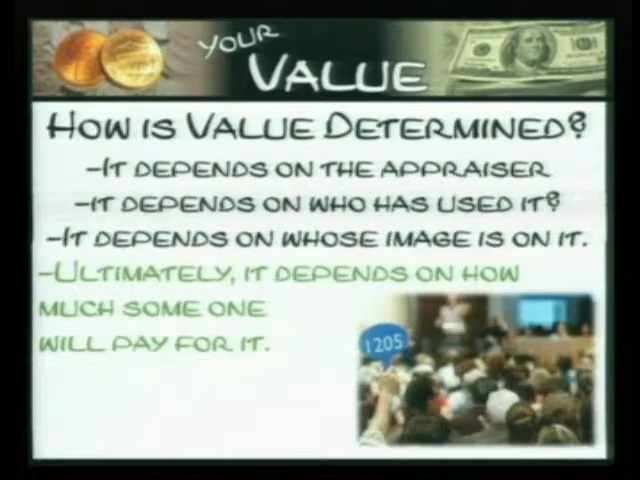 YOUR
VALUE
HOW IS VALUE DETERMINED?
-IT DEPENDS ON THE APPRAISER
-IT DEPENDS ON WHO HAS USED IT?
-IT DEPENDS ON WHOSE IMAGE IS ON IT.
-ULTIMATELY, IT DEPENDS ON HOW
MUCH SOME ONE
WILL PAY FOR IT.
1205